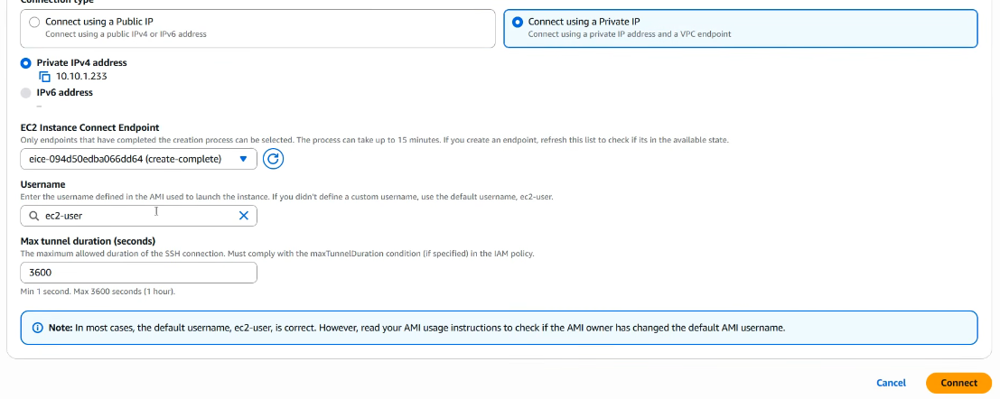 Connection type
Connect using a Public IP
Connect using a public IPv4 or IPv6 address
Connect using a Private IP
Connect using a private IP address and a VPC endpoint
Private IPv4 address
10.10.1.233
IPv6 address
–
EC2 Instance Connect Endpoint
Only endpoints that have completed the creation process can be selected. The process can take up to 15 minutes. If you create an endpoint, refresh this list to check if its in the available state.
eice-094d50edba066dd64 (create-complete)
Username
Enter the username defined in the AMI used to launch the instance. If you didn't define a custom username, use the default username, ec2-user.
ec2-user
Max tunnel duration (seconds)
The maximum allowed duration of the SSH connection. Must comply with the maxTunnelDuration condition (if specified) in the IAM policy.
3600
Min 1 second. Max 3600 seconds (1 hour).
Note: In most cases, the default username, ec2-user, is correct. However, read your AMI usage instructions to check if the AMI owner has changed the default AMI username.
Cancel
Connect